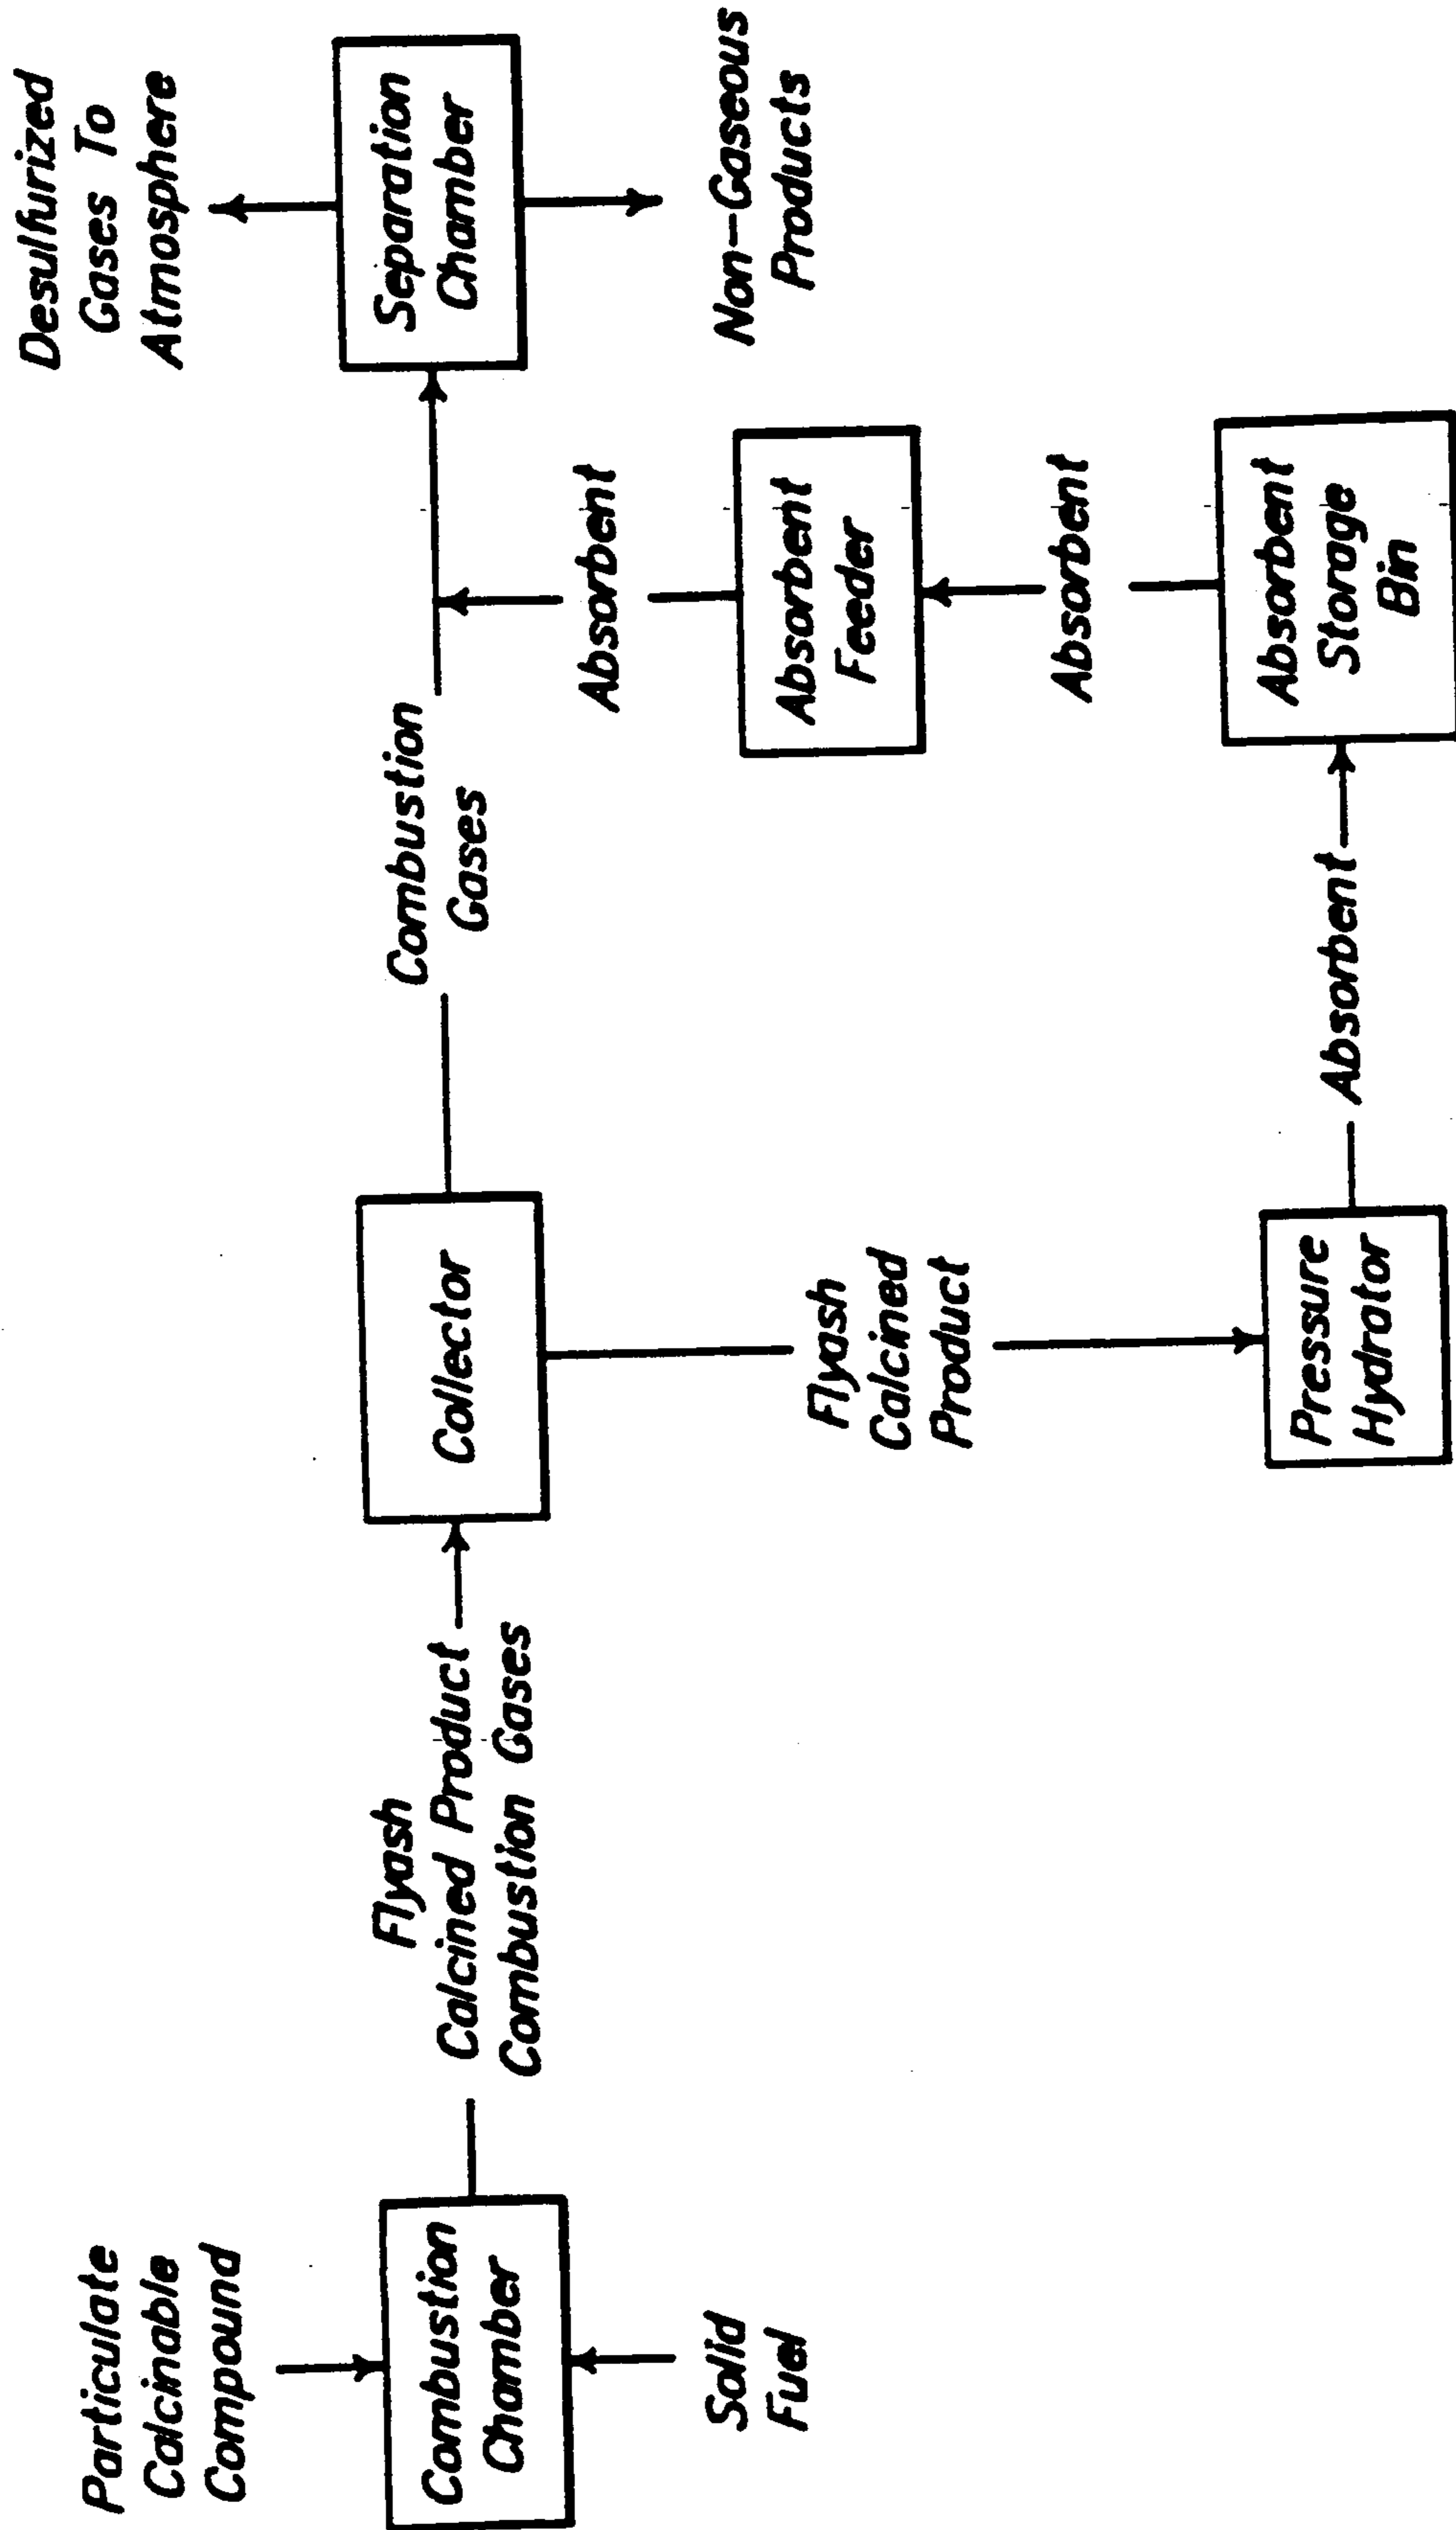 Particulate
Calcinable
Compound
Combustion
Chamber
Solid
Fuel
Flyash
Calcined Product
Combustion Gases
Collector
Flyash
Calcined
Product
Pressure
Hydrator
Absorbent
Absorbent
Storage
Bin
Absorbent
Absorbent
Feeder
Absorbent
Combustion
Gases
Separation
Chamber
Desulfurized
Gases To
Atmosphere
Non-Gaseous
Products